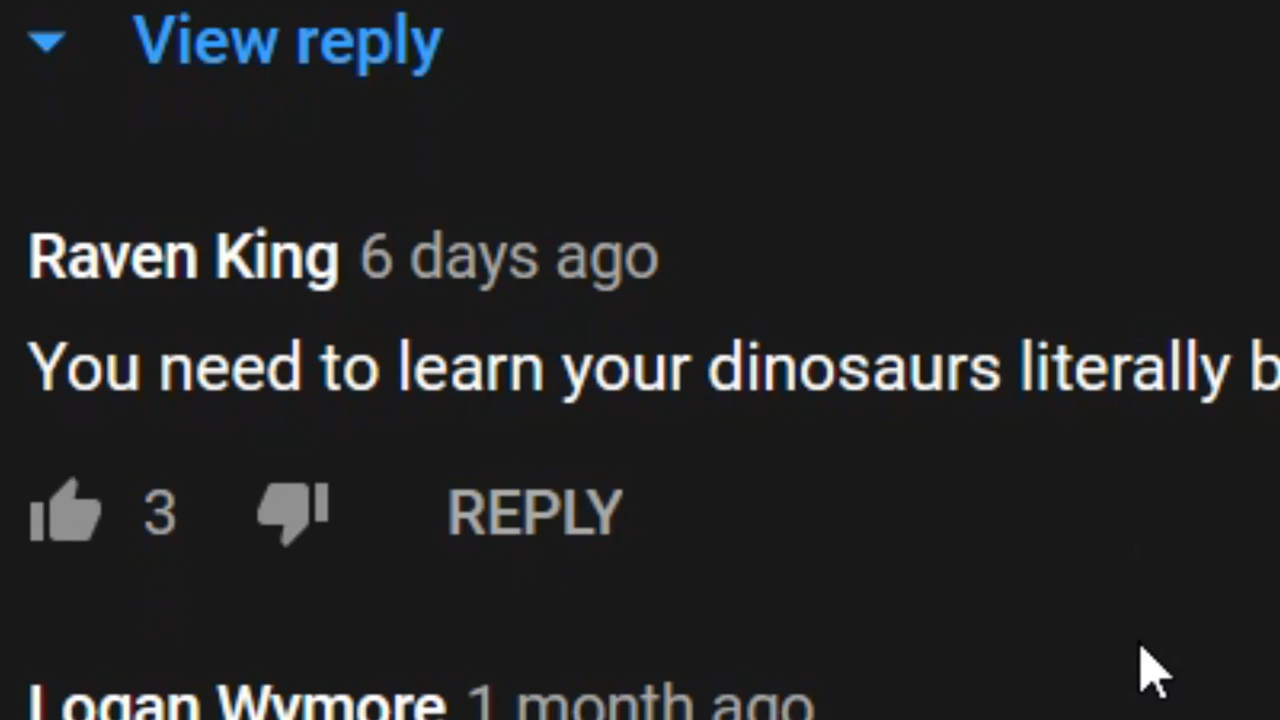 View reply
Raven King 6 days ago
You need to learn your dinosaurs literally b
3 REPLY
Logan Wymore 1 month ago